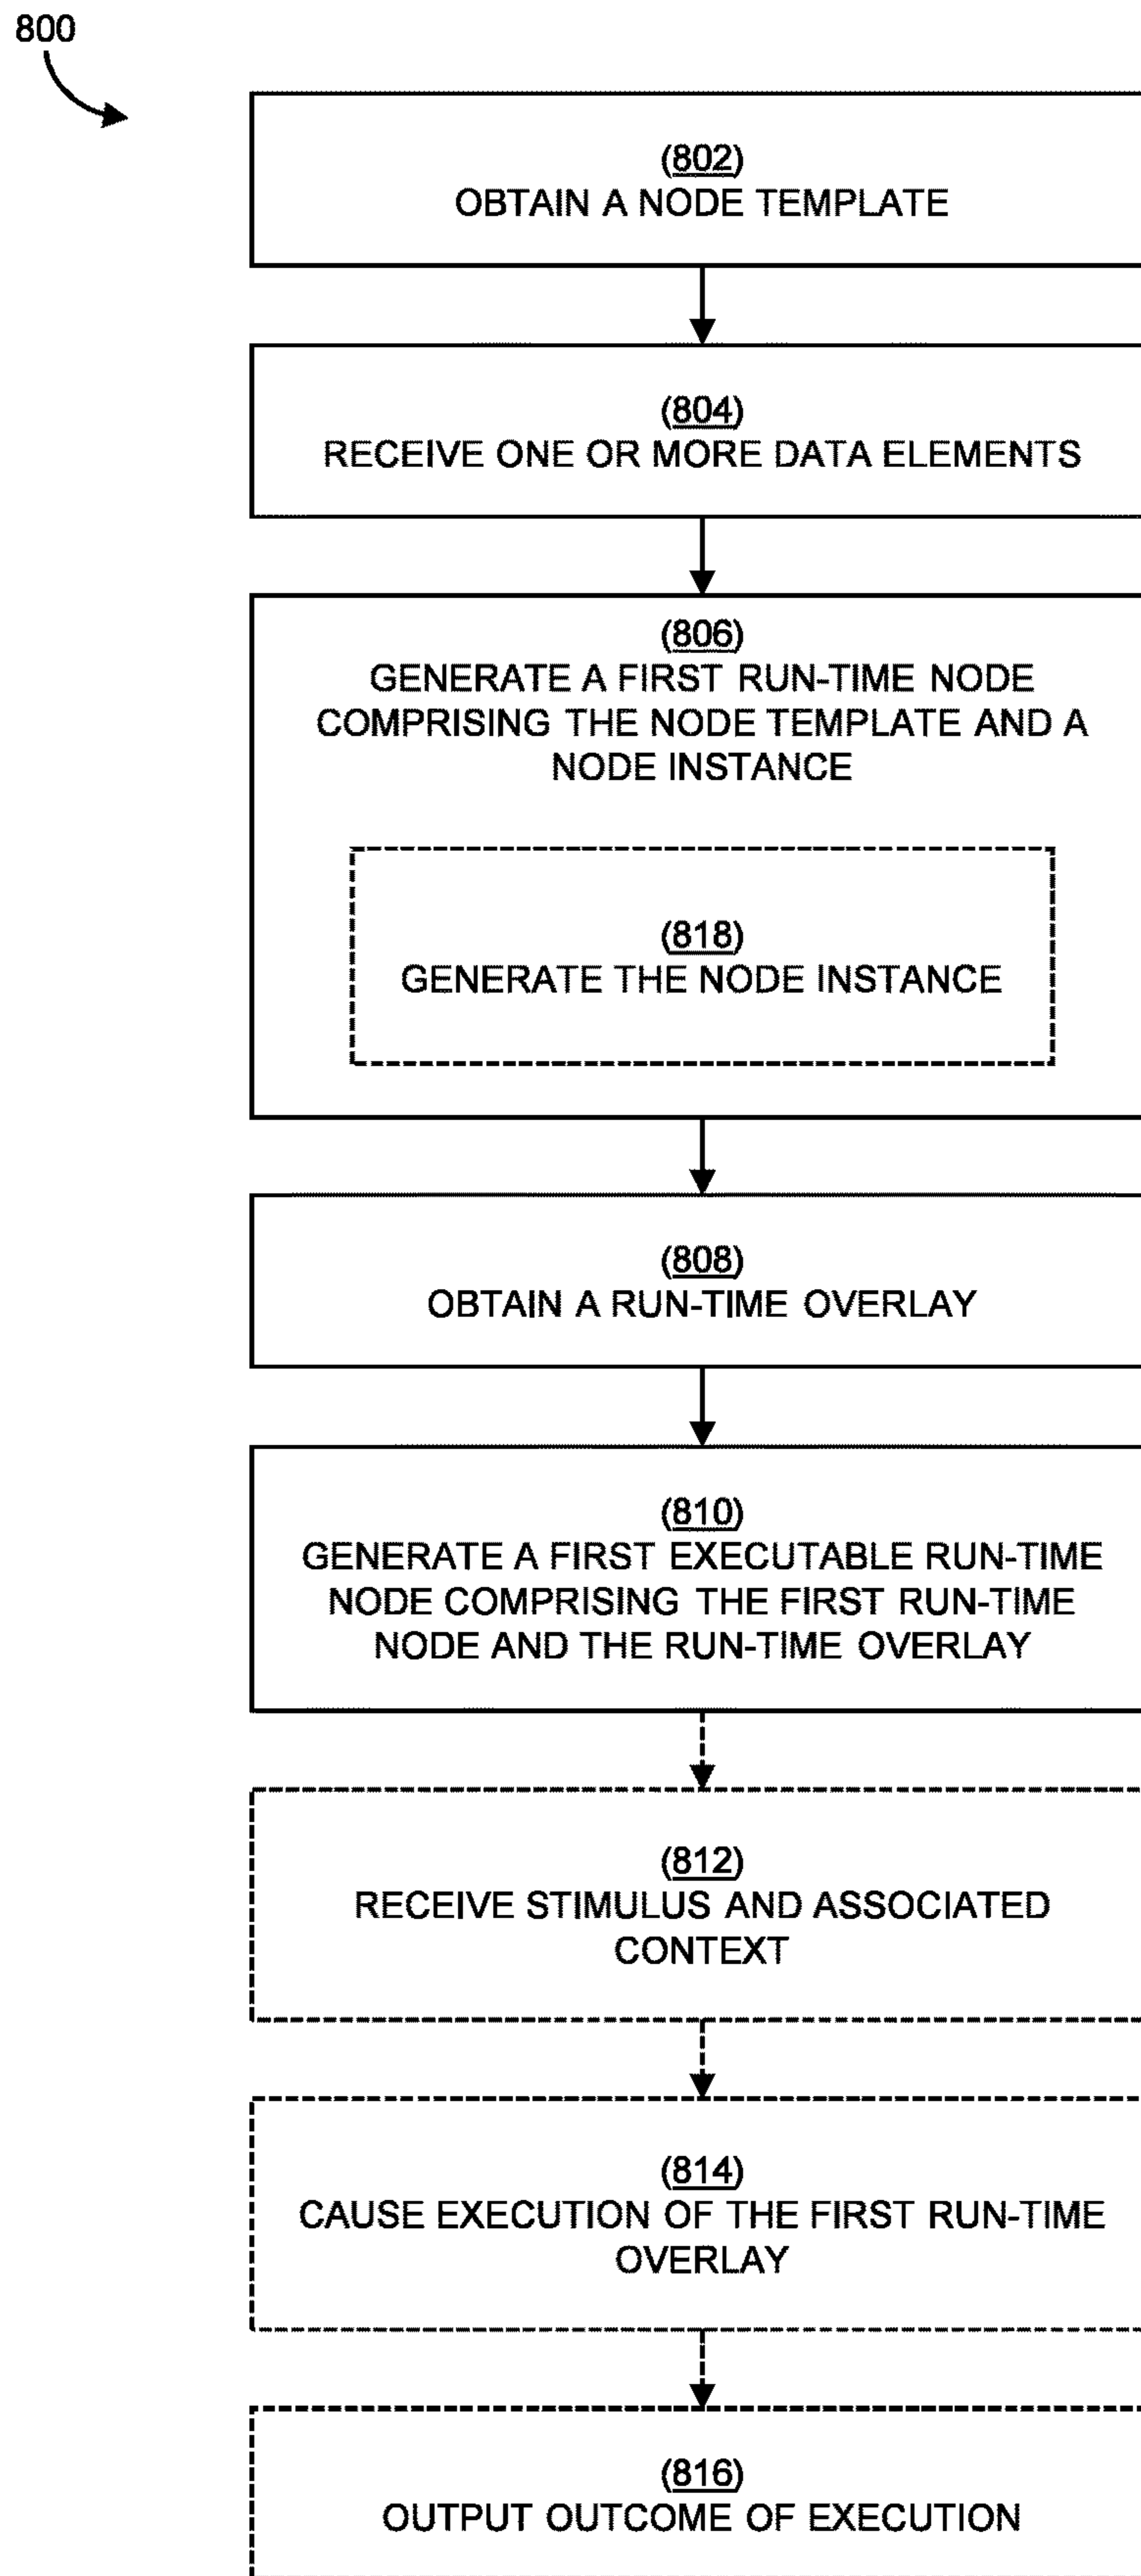 800
(802)
OBTAIN A NODE TEMPLATE
(804)
RECEIVE ONE OR MORE DATA ELEMENTS
(806)
GENERATE A FIRST RUN-TIME NODE
COMPRISING THE NODE TEMPLATE AND A
NODE INSTANCE
(818)
GENERATE THE NODE INSTANCE
(808)
OBTAIN A RUN-TIME OVERLAY
(810)
GENERATE A FIRST EXECUTABLE RUN-TIME
NODE COMPRISING THE FIRST RUN-TIME
NODE AND THE RUN-TIME OVERLAY
(812)
RECEIVE STIMULUS AND ASSOCIATED
CONTEXT
(814)
CAUSE EXECUTION OF THE FIRST RUN-TIME
OVERLAY
(816)
OUTPUT OUTCOME OF EXECUTION